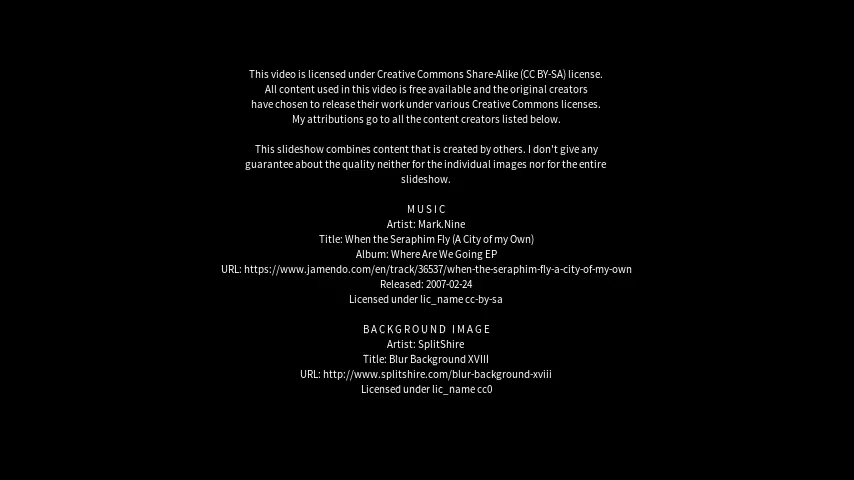 This video is licensed under Creative Commons Share-Alike (CC BY-SA) license.
All content used in this video is free available and the original creators
have chosen to release their work under various Creative Commons licenses.
My attributions go to all the content creators listed below.
This slideshow combines content that is created by others. I don't give any
guarantee about the quality neither for the individual images nor for the entire
slideshow.
MUSIC
Artist: Mark.Nine
Title: When the Seraphim Fly (A City of my Own)
Album: Where Are We Going EP
URL: https://www.jamendo.com/en/track/36537/when-the-seraphim-fly-a-city-of-my-own
Released: 2007-02-24
Licensed under lic_name cc-by-sa
BACKGROUND IMAGE
Artist: SplitShire
Title: Blur Background XVIII
URL: http://www.splitshire.com/blur-background-xviii
Licensed under lic_name cc0